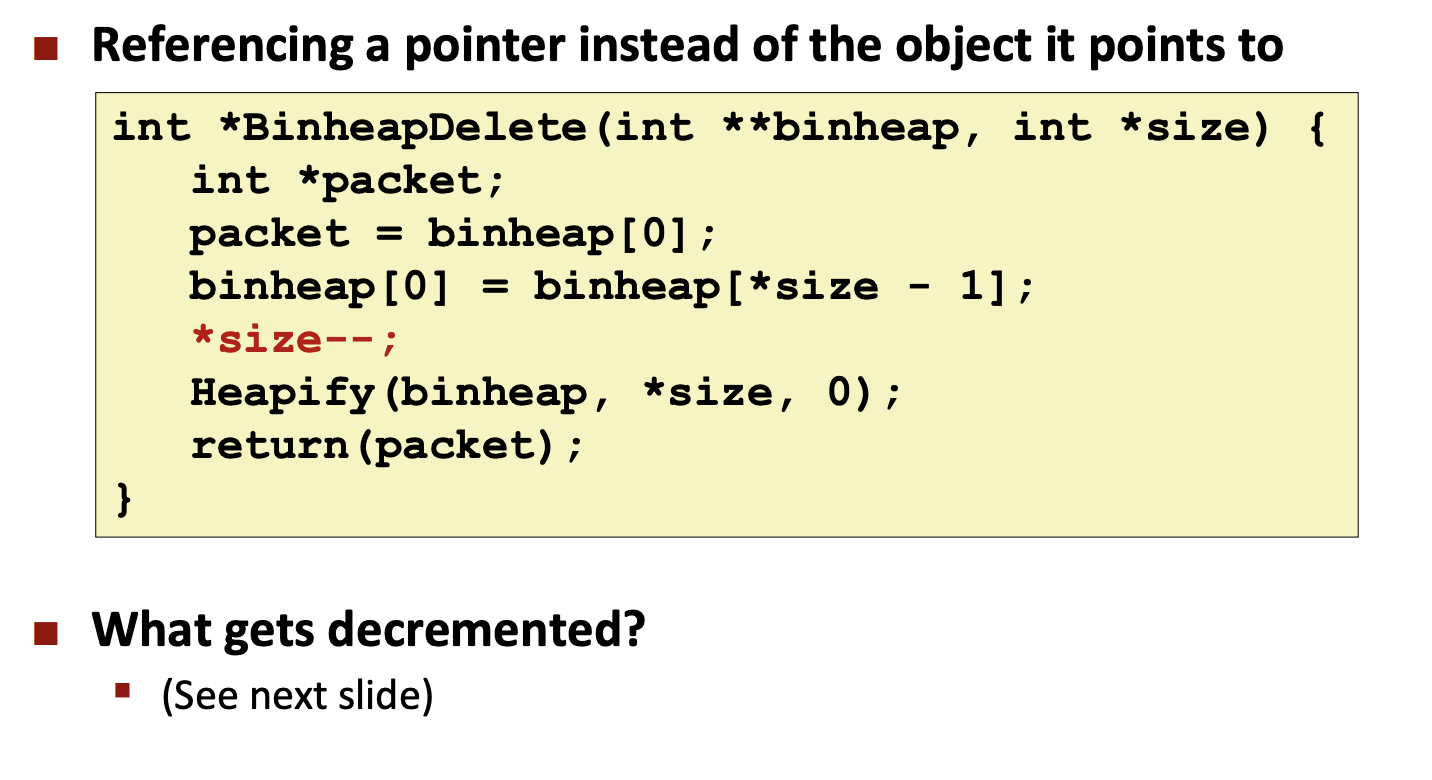 Referencing a pointer instead of the object it points to
int *BinheapDelete(int **binheap, int *size) {
int *packet;
packet = binheap[0];
binheap[0] = binheap[*size - 1];
*size--;
Heapify(binheap, *size, 0);
return(packet);
}
What gets decremented?
(See next slide)